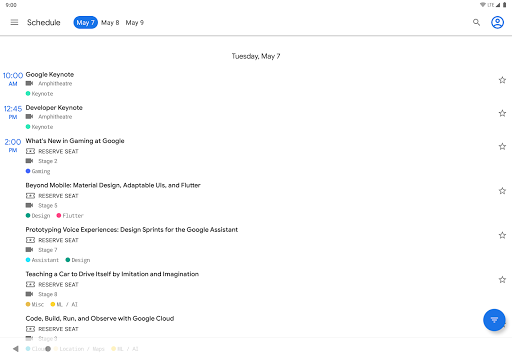 9:00
LTE
Schedule
May 7
May 8
May 9
Tuesday, May 7
10:00
AM
Google Keynote
Amphitheatre
Keynote
12:45
PM
Developer Keynote
Amphitheatre
Keynote
2:00
PM
What's New in Gaming at Google
RESERVE SEAT
Stage 2
Gaming
Beyond Mobile: Material Design, Adaptable UIs, and Flutter
RESERVE SEAT
Stage 5
Design Flutter
Prototyping Voice Experiences: Design Sprints for the Google Assistant
RESERVE SEAT
Stage 7
Assistant Design
Teaching a Car to Drive Itself by Imitation and Imagination
RESERVE SEAT
Stage 8
Misc ML / AI
Code, Build, Run, and Observe with Google Cloud
RESERVE SEAT
Stage
Location / Maps ML / AI